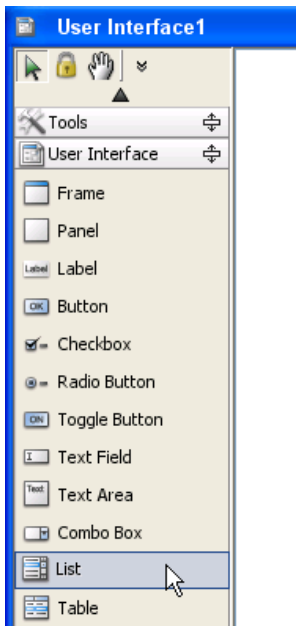 User Interface1
Tools
User Interface
Frame
Panel
Label Label
OK Button
Checkbox
Radio Button
ON Toggle Button
I Text Field
Text Text Area
Combo Box
List
Table